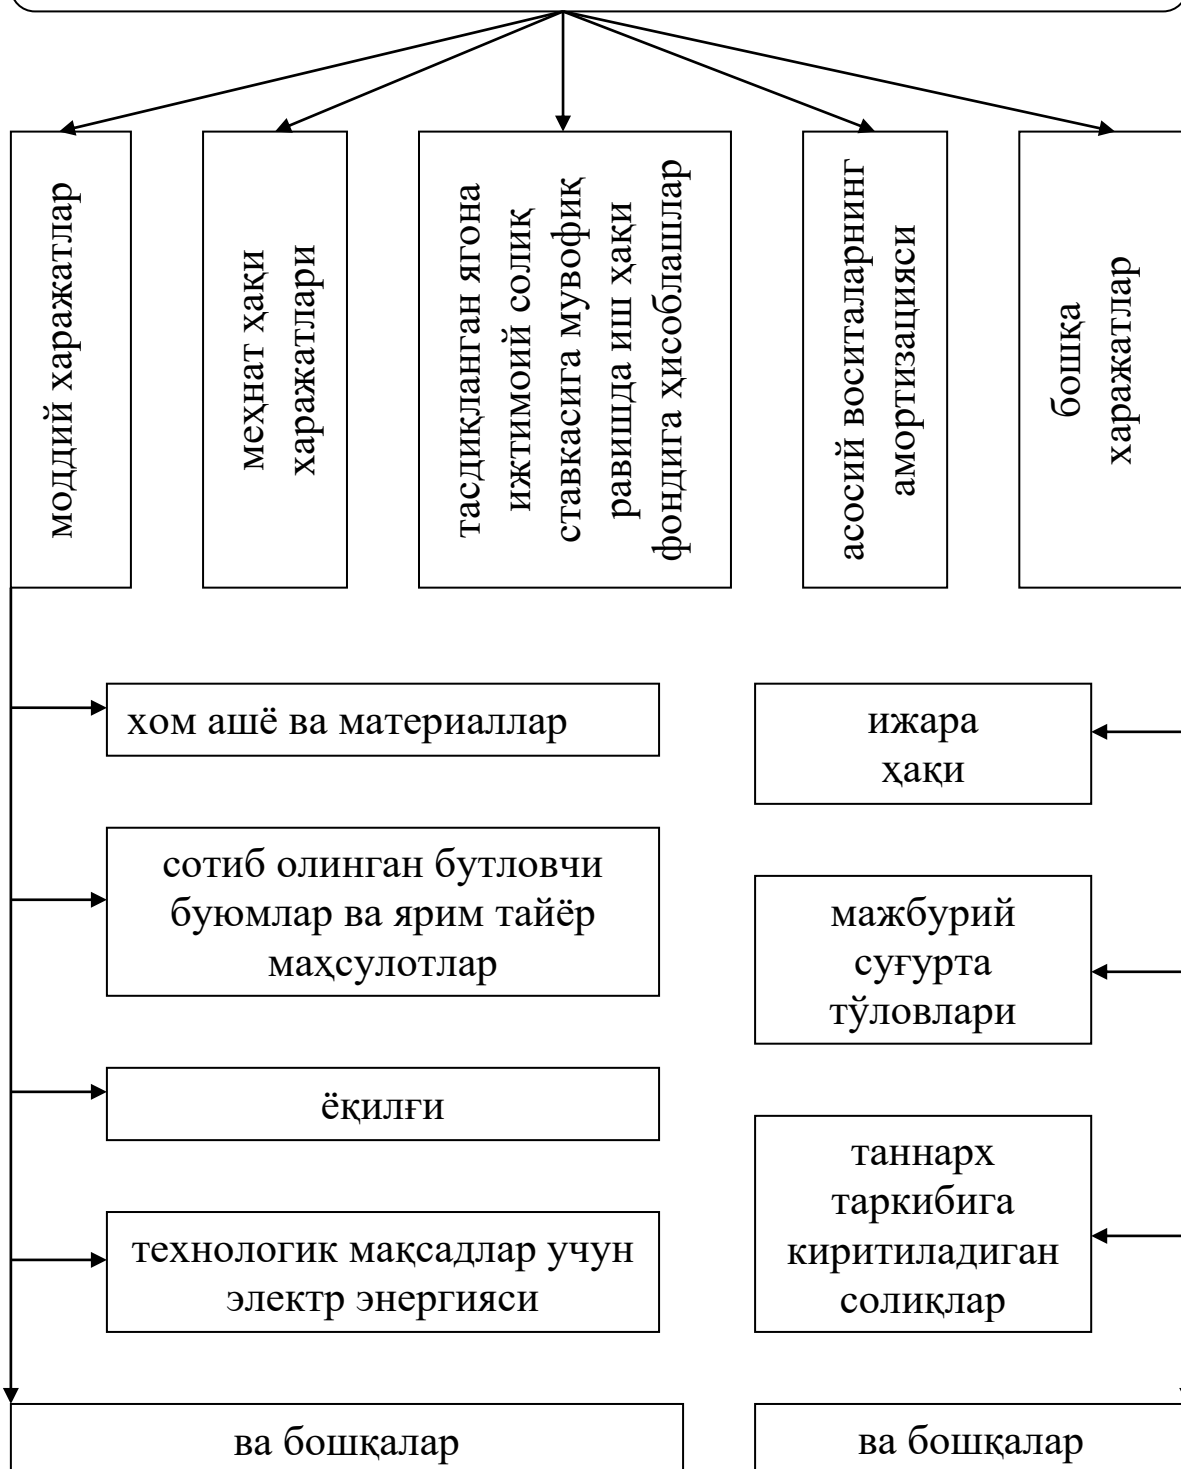 моддий харажатлар
меҳнат ҳақи
харажатлари
тасдиқланган ягона
ижтимоий солиқ
ставкасига мувофиқ
равишда иш ҳақи
фондига ҳисоблашлар
асосий воситаларнинг
амортизацияси
бошқа
харажатлар
хом ашё ва материаллар
сотиб олинган бутловчи
буюмлар ва ярим тайёр
маҳсулотлар
ёқилғи
технологик мақсадлар учун
электр энергияси
ва бошқалар
ижара
ҳақи
мажбурий
суғурта
тўловлари
таннарх
таркибига
киритиладиган
солиқлар
ва бошқалар